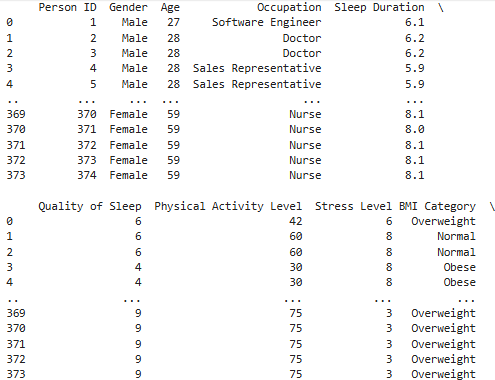 Person ID Gender Age Occupation Sleep Duration \
0 1 Male 27 Software Engineer 6.1
1 2 Male 28 Doctor 6.2
2 3 Male 28 Doctor 6.2
3 4 Male 28 Sales Representative 5.9
4 5 Male 28 Sales Representative 5.9
.. ... ... ... ... ...
369 370 Female 59 Nurse 8.1
370 371 Female 59 Nurse 8.0
371 372 Female 59 Nurse 8.1
372 373 Female 59 Nurse 8.1
373 374 Female 59 Nurse 8.1
Quality of Sleep Physical Activity Level Stress Level BMI Category \
0 6 42 6 Overweight
1 6 60 8 Normal
2 6 60 8 Normal
3 4 30 8 Obese
4 4 30 8 Obese
.. ... ... ... ...
369 9 75 3 Overweight
370 9 75 3 Overweight
371 9 75 3 Overweight
372 9 75 3 Overweight
373 9 75 3 Overweight